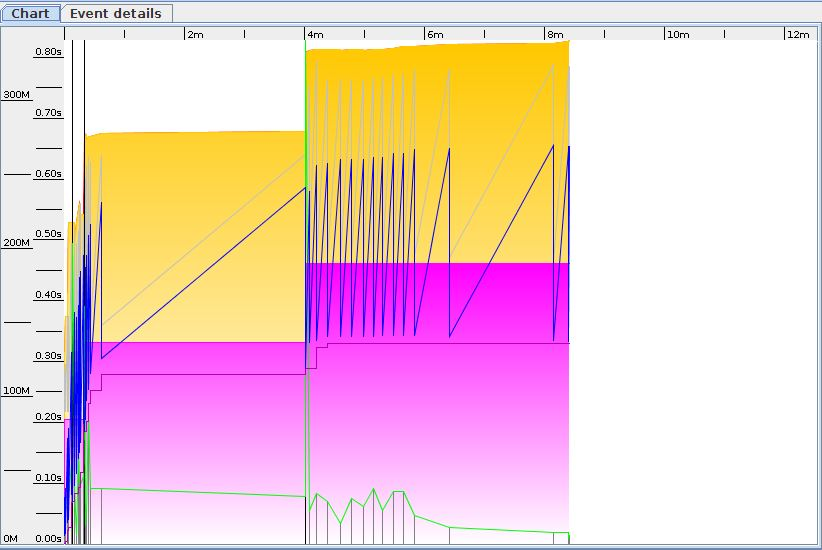 Chart Event details
2m 4m 6m 8m 10m 12m
0.80s
300M
0.70s
0.60s
0.50s
200M
0.40s
0.30s
100M
0.20s
0.10s
0M 0.00s